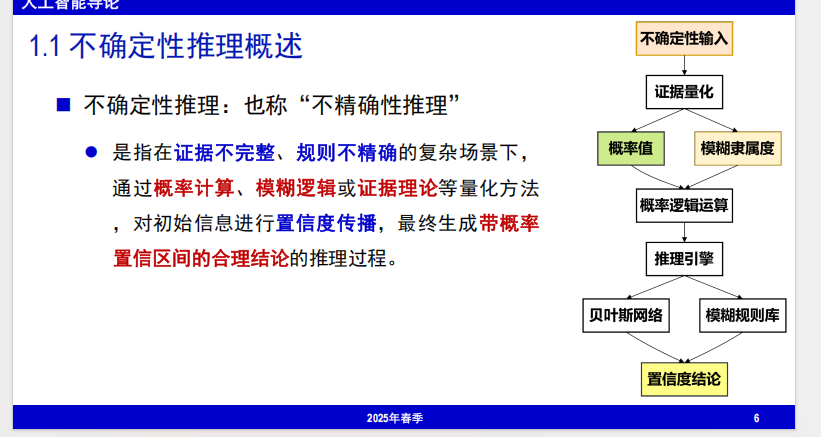 人工智能导论
1.1 不确定性推理概述
不确定性推理：也称“不精确性推理”
是指在证据不完整、规则不精确的复杂场景下，
通过概率计算、模糊逻辑或证据理论等量化方法
，对初始信息进行置信度传播，最终生成带概率
置信区间的合理结论的推理过程。
不确定性输入
证据量化
概率值
模糊隶属度
概率逻辑运算
推理引擎
贝叶斯网络
模糊规则库
置信度结论
2025年春季
6